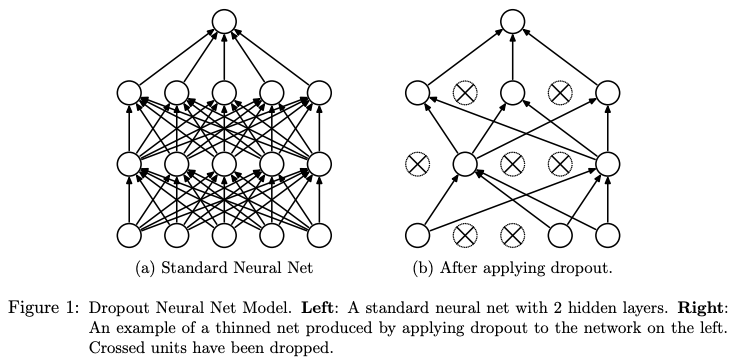 (a) Standard Neural Net
(b) After applying dropout.
Figure 1: Dropout Neural Net Model. Left: A standard neural net with 2 hidden layers. Right:
An example of a thinned net produced by applying dropout to the network on the left.
Crossed units have been dropped.